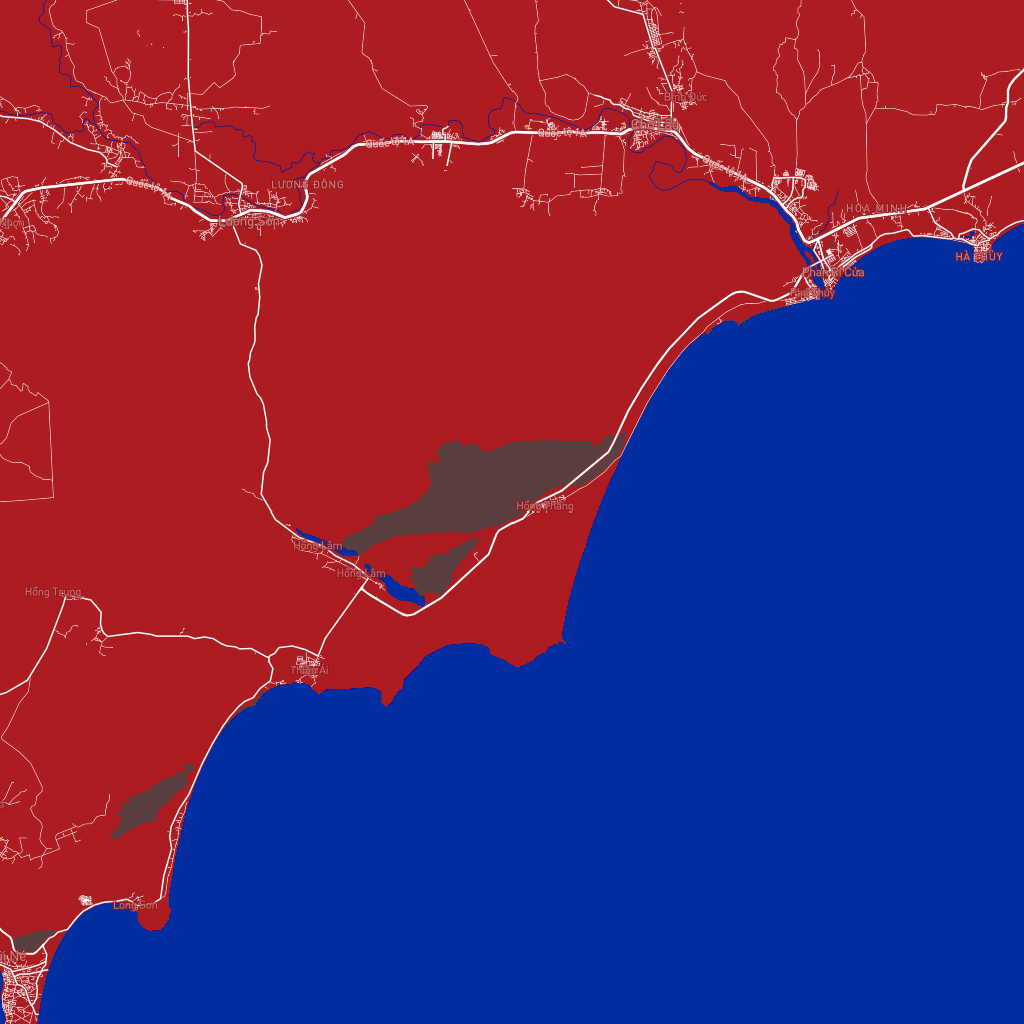 Bình Đức
Quốc lộ 1A
Quốc lộ 1A
Quốc lộ 1A
Quốc lộ 1A
LƯƠNG ĐÔNG
HÒA MINH
Lương Sơn
HÀ THỦY
Phan Rí Cửa
Hồng Thắng
Hồng Lâm
Hồng Lâm
Hồng Trung
Thiện Ái
Long Sơn